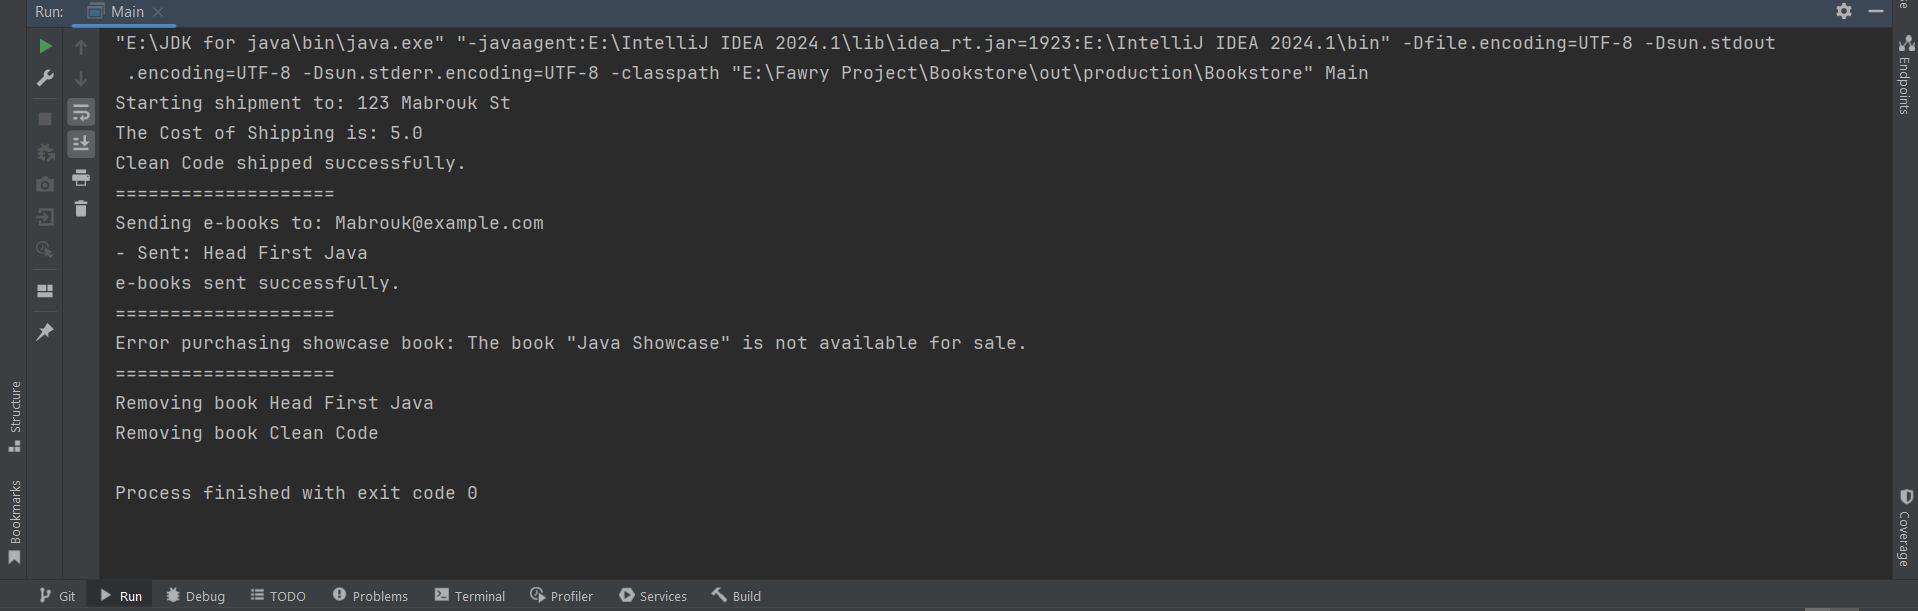 Run: Main
"E:\JDK for java\bin\java.exe" "-javaagent:E:\IntelliJ IDEA 2024.1\lib\idea_rt.jar=1923:E:\IntelliJ IDEA 2024.1\bin" -Dfile.encoding=UTF-8 -Dsun.stdout
.encoding=UTF-8 -Dsun.stderr.encoding=UTF-8 -classpath "E:\Fawry Project\Bookstore\out\production\Bookstore" Main
Starting shipment to: 123 Mabrouk St
The Cost of Shipping is: 5.0
Clean Code shipped successfully.
====================
Sending e-books to: Mabrouk@example.com
- Sent: Head First Java
e-books sent successfully.
====================
Error purchasing showcase book: The book "Java Showcase" is not available for sale.
====================
Removing book Head First Java
Removing book Clean Code
Process finished with exit code 0
Structure
Bookmarks
Endpoints
Coverage
Git Run Debug TODO Problems Terminal Profiler Services Build